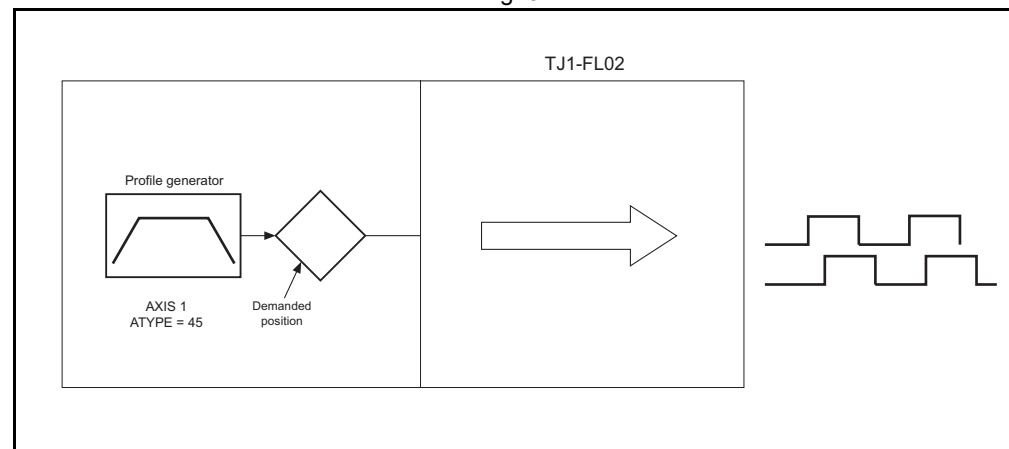 TJ1-FL02
Profile generator
AXIS 1
ATYPE = 45
Demanded
position